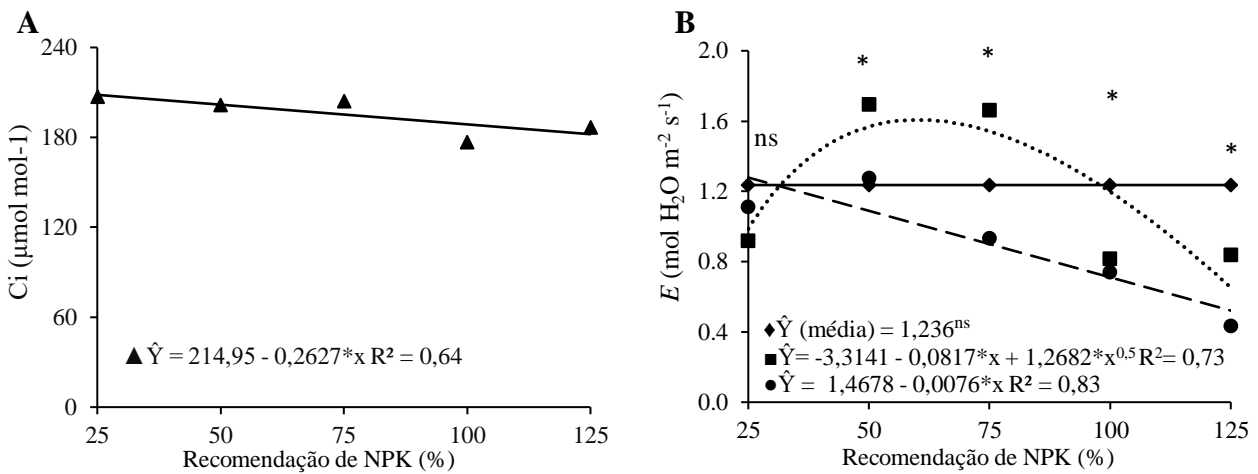 A
240
180
120
60
0
Ci (µmol mol-1)
▲ Ŷ = 214,95 - 0,2627*x R² = 0,64
25 50 75 100 125
Recomendação de NPK (%)
B
2.0
1.6
1.2
0.8
0.4
0.0
E (mol H₂O m⁻² s⁻¹)
ns
*
*
*
*
◆ Ŷ (média) = 1,236ⁿˢ
■ Ŷ= -3,3141 - 0,0817*x + 1,2682*x⁰,⁵ R²= 0,73
● Ŷ = 1,4678 - 0,0076*x R² = 0,83
25 50 75 100 125
Recomendação de NPK (%)